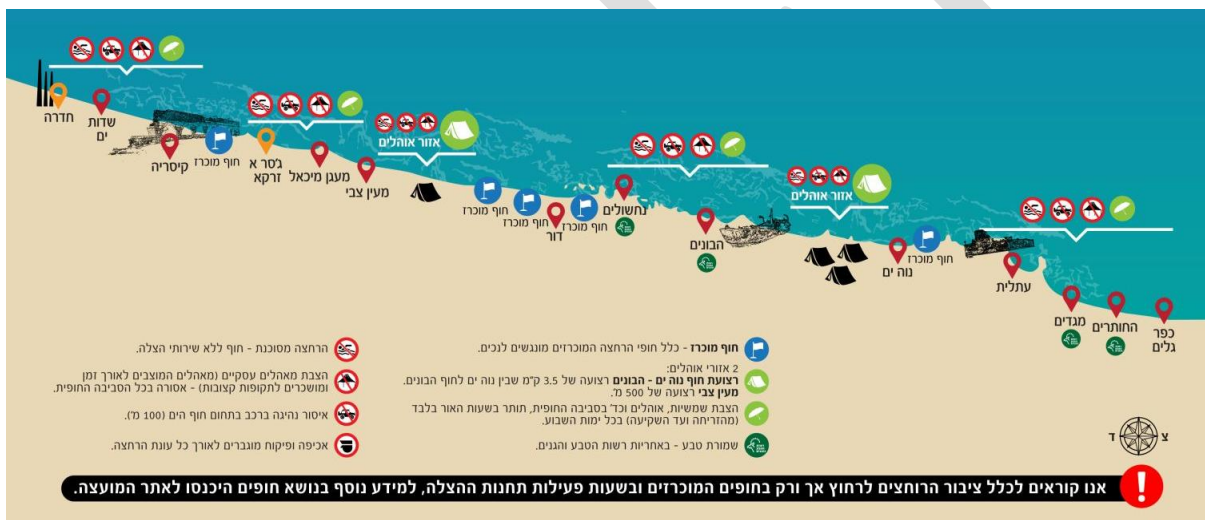 אזור אוהלים
אזור אוהלים
חדרה
שדות
ים
קיסריה
חוף מוכרז
ג'סר א
זרקא
מעגן מיכאל
מעין צבי
חוף מוכרז
חוף מוכרז
דור
חוף מוכרז
נחשולים
הבונים
נוה ים
חוף מוכרז
עתלית
מגדים
החותרים
כפר
גלים
חוף מוכרז - כלל חופי הרחצה המוכרזים מונגשים לנכים.
2 אזורי אוהלים:
רצועת חוף נוה ים - הבונים רצועה של 3.5 ק"מ שבין נוה ים לחוף הבונים.
מעין צבי רצועה של 500 מ'.
הצבת שמשיות, אוהלים וכד' בסביבה החופית, תותר בשעות האור בלבד
(מהזריחה ועד השקיעה) בכל ימות השבוע.
שמורת טבע - באחריות רשות הטבע והגנים.
הרחצה מסוכנת - חוף ללא שירותי הצלה.
הצבת מאהלים עסקיים (מאהלים המוצבים לאורך זמן
ומושכרים לתקופות קצובות) - אסורה בכל הסביבה החופית.
איסור נהיגה ברכב בתחום חוף הים (100 מ').
אכיפה ופיקוח מוגברים לאורך כל עונת הרחצה.
צ
ד
אנו קוראים לכלל ציבור הרוחצים לרחוץ אך ורק בחופים המוכרזים ובשעות פעילות תחנות ההצלה, למידע נוסף בנושא חופים היכנסו לאתר המועצה.